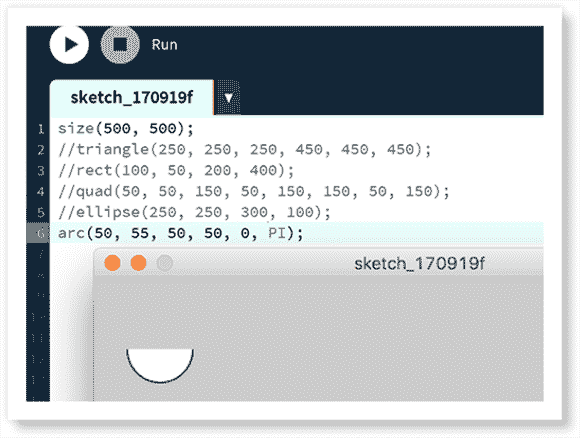 Run
sketch_170919f ▼
1 size(500, 500);
2 //triangle(250, 250, 250, 450, 450, 450);
3 //rect(100, 50, 200, 400);
4 //quad(50, 50, 150, 50, 150, 150, 50, 150);
5 //ellipse(250, 250, 300, 100);
6 arc(50, 55, 50, 50, 0, PI);
sketch_170919f